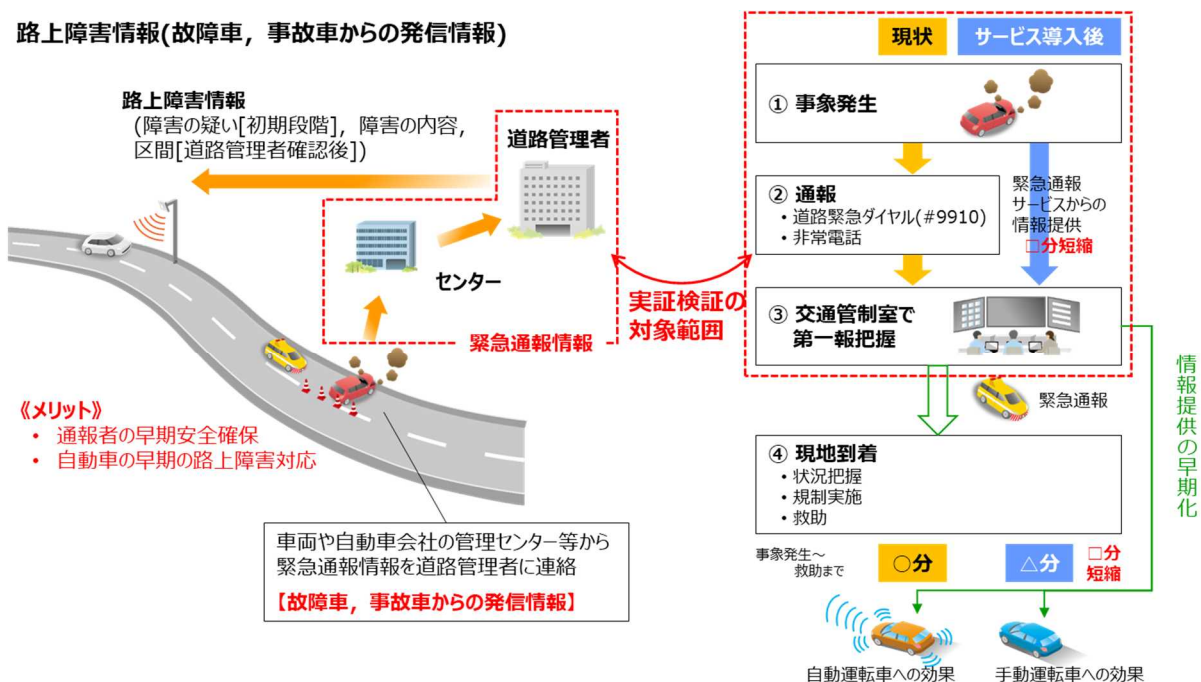 路上障害情報(故障車，事故車からの発信情報)
路上障害情報
(障害の疑い[初期段階]，障害の内容，
区間[道路管理者確認後])
道路管理者
センター
緊急通報情報
実証検証の
対象範囲
《メリット》
• 通報者の早期安全確保
• 自動車の早期の路上障害対応
車両や自動車会社の管理センター等から
緊急通報情報を道路管理者に連絡
【故障車，事故車からの発信情報】
現状
サービス導入後
① 事象発生
② 通報
・道路緊急ダイヤル(#9910)
・非常電話
緊急通報
サービスからの
情報提供
□分短縮
③ 交通管制室で
第一報把握
緊急通報
④ 現地到着
・状況把握
・規制実施
・救助
情報提供の早期化
事象発生～
救助まで
○分
△分
□分
短縮
自動運転車への効果
手動運転車への効果